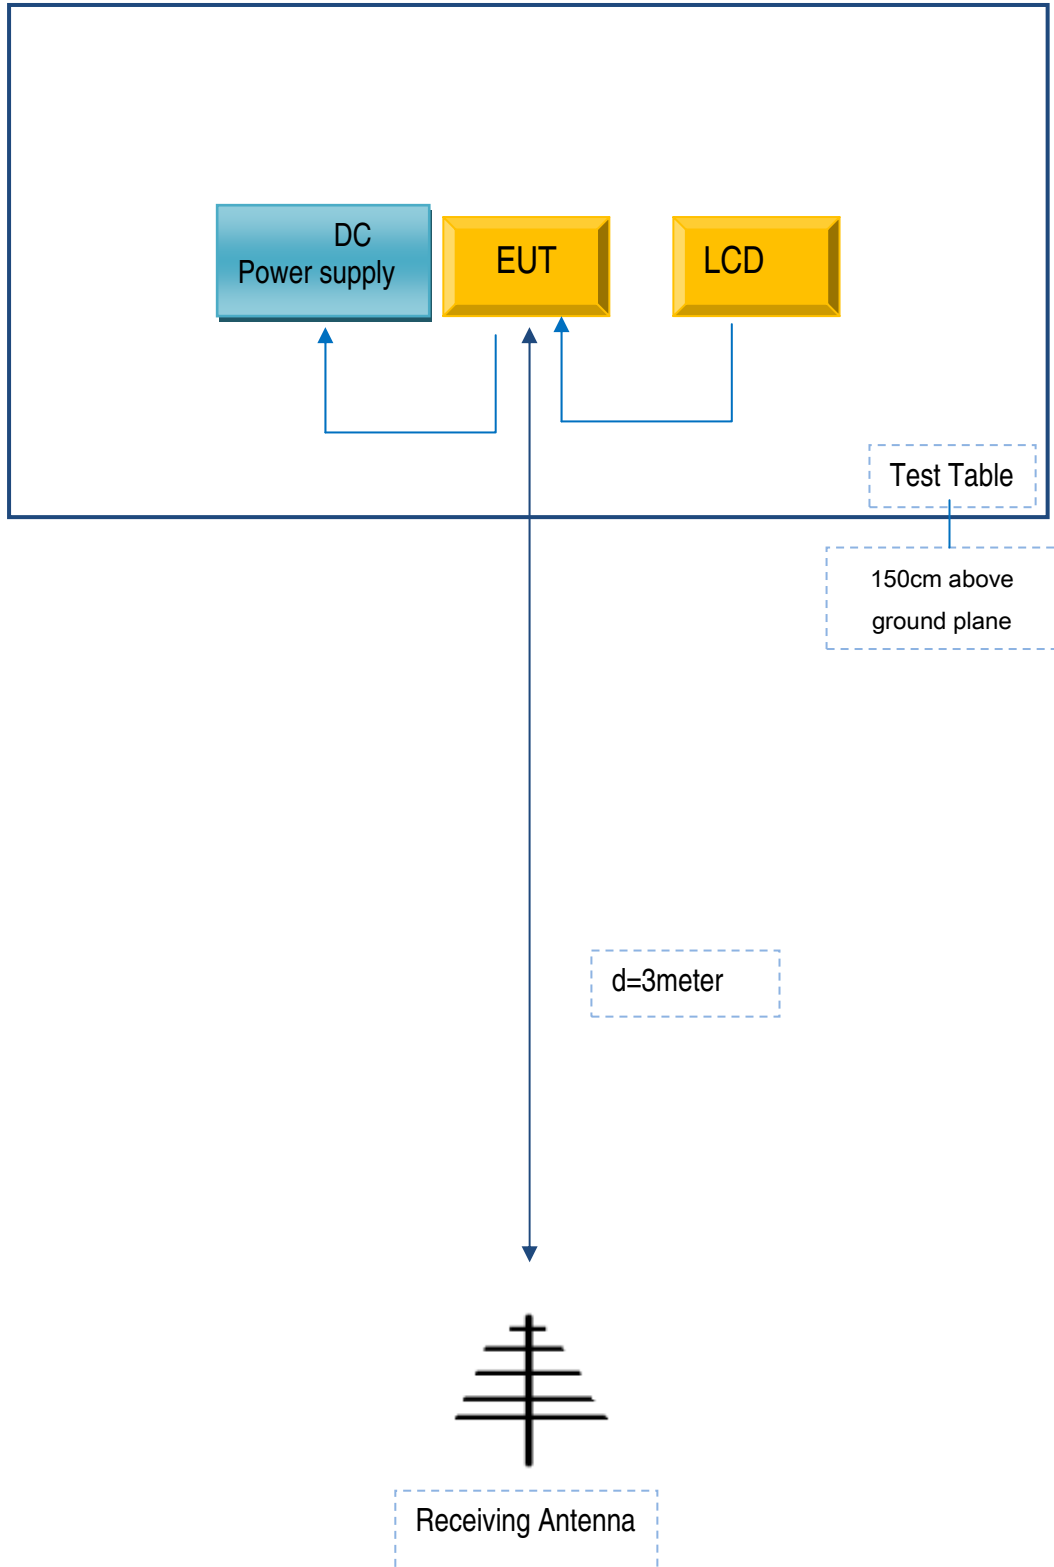 DC
Power supply
EUT
LCD
Test Table
150cm above
ground plane
d=3meter
Receiving Antenna